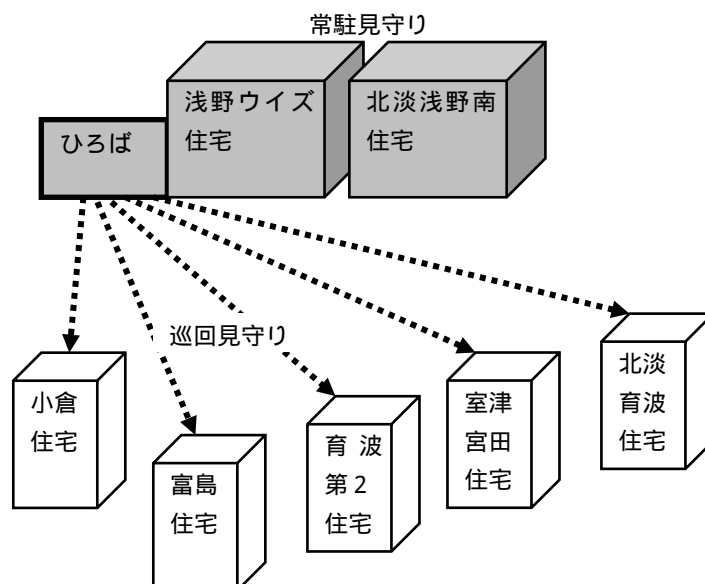 常駐見守り
浅野ウイズ
住宅
北淡浅野南
住宅
ひろば
巡回見守り
小倉
住宅
富島
住宅
育波
第2
住宅
室津
宮田
住宅
北淡
育波
住宅